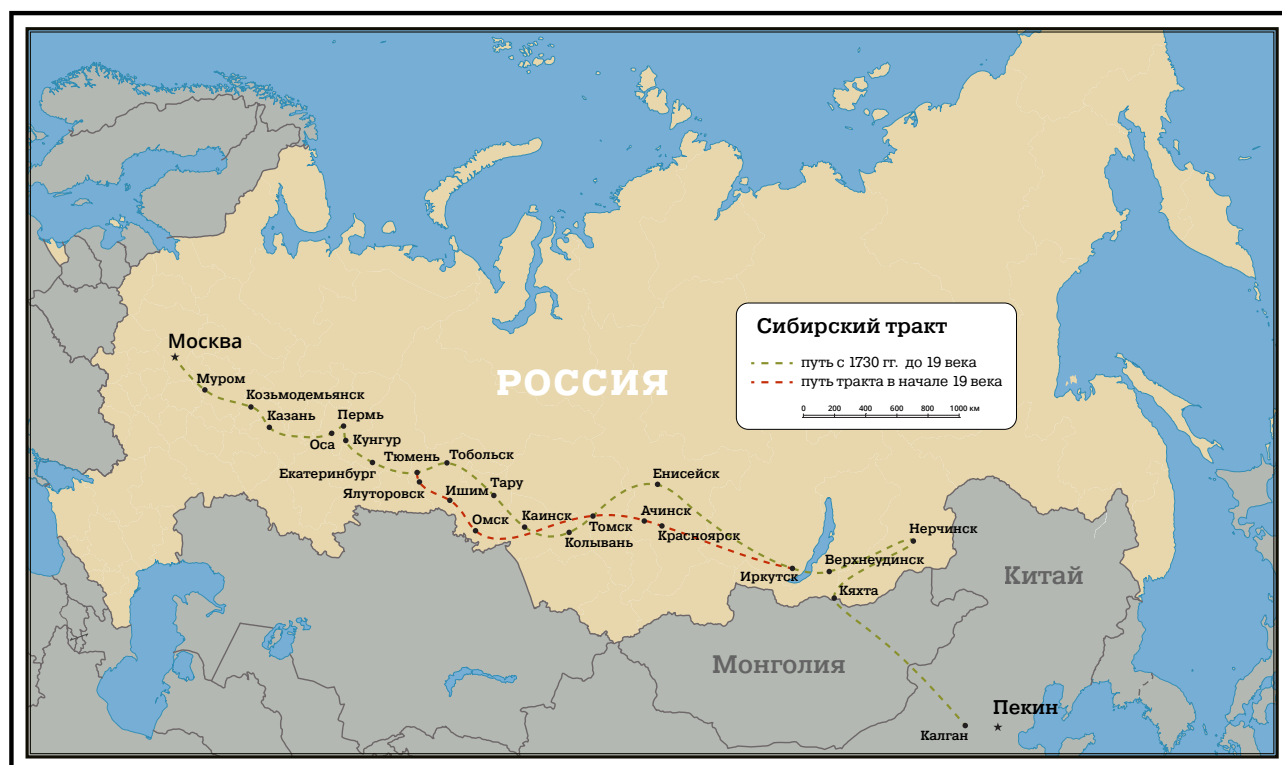 Москва
Муром
Козьмодемьянск
Казань
Пермь
Оса
Кунгур
Тюмень
Тобольск
Екатеринбург
Ялуторовск
Ишим
Тару
Омск
Каинск
Колывань
Томск
Енисейск
Ачинск
Красноярск
Иркутск
Верхнеудинск
Нерчинск
Кяхта
РОССИЯ
Сибирский тракт
путь с 1730 гг. до 19 века
путь тракта в начале 19 века
0 200 400 600 800 1000 км
Китай
Монголия
Пекин
Калган